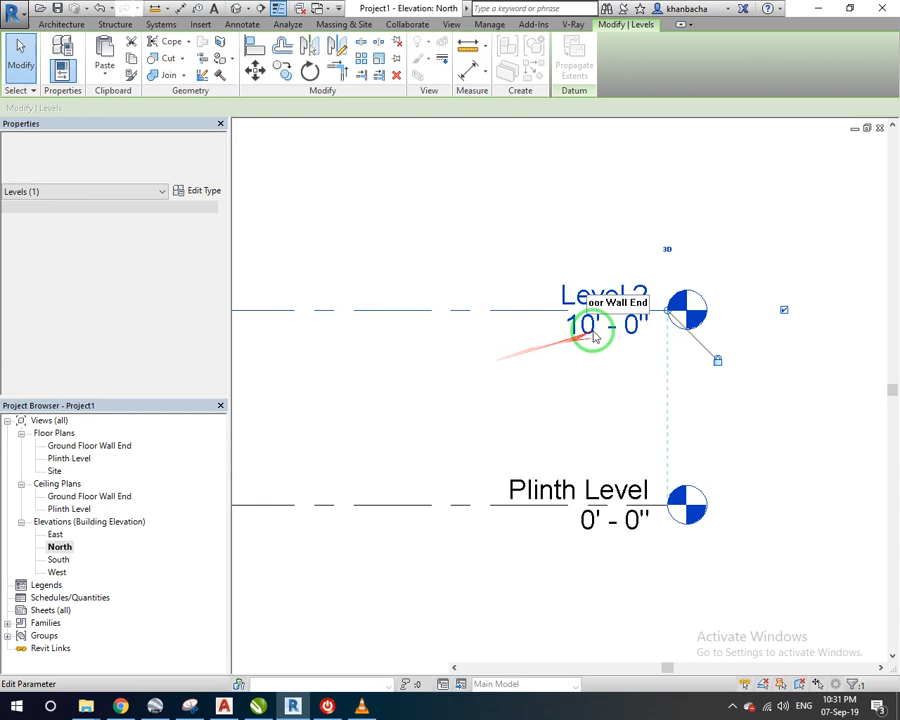 Project1 - Elevation: North
Type a keyword or phrase
khanbacha
Architecture Structure Systems Insert Annotate Analyze Massing & Site Collaborate View Manage Add-Ins V-Ray Modify | Levels
Modify
Paste
Cope
Cut
Join
Propagate
Extents
Select Properties Clipboard Geometry Modify View Measure Create Datum
Modify | Levels
Properties
Levels (1)
Edit Type
3D
Level 2
oor Wall End
10' - 0"
Plinth Level
0' - 0"
Project Browser - Project1
Views (all)
Floor Plans
Ground Floor Wall End
Plinth Level
Site
Ceiling Plans
Ground Floor Wall End
Plinth Level
Elevations (Building Elevation)
East
North
South
West
Legends
Schedules/Quantities
Sheets (all)
Families
Groups
Revit Links
Activate Windows
Go to Settings to activate Windows.
Edit Parameter
:0
Main Model
:1
10:31 PM
07-Sep-19